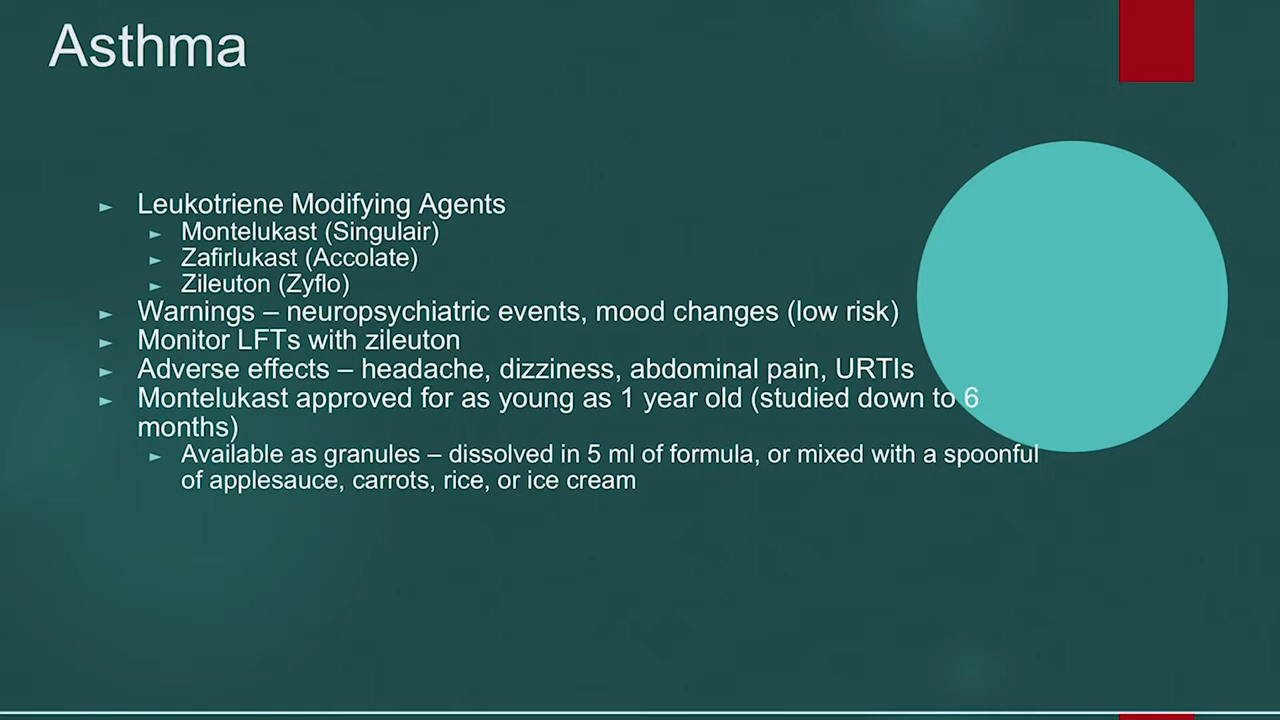 Asthma
► Leukotriene Modifying Agents
► Montelukast (Singulair)
► Zafirlukast (Accolate)
► Zileuton (Zyflo)
► Warnings – neuropsychiatric events, mood changes (low risk)
► Monitor LFTs with zileuton
► Adverse effects – headache, dizziness, abdominal pain, URTIs
► Montelukast approved for as young as 1 year old (studied down to 6
months)
► Available as granules – dissolved in 5 ml of formula, or mixed with a spoonful
of applesauce, carrots, rice, or ice cream